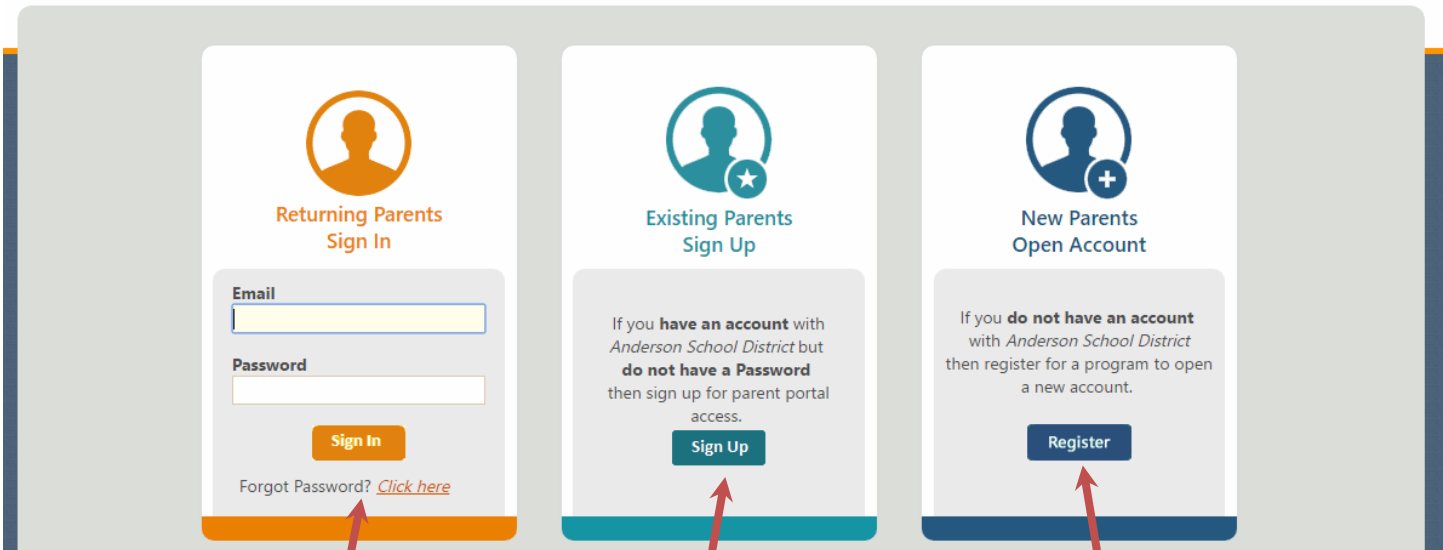 Returning Parents
Sign In
Email
Password
Sign In
Forgot Password? Click here
Existing Parents
Sign Up
If you have an account with
Anderson School District but
do not have a Password
then sign up for parent portal
access.
Sign Up
New Parents
Open Account
If you do not have an account
with Anderson School District
then register for a program to open
a new account.
Register